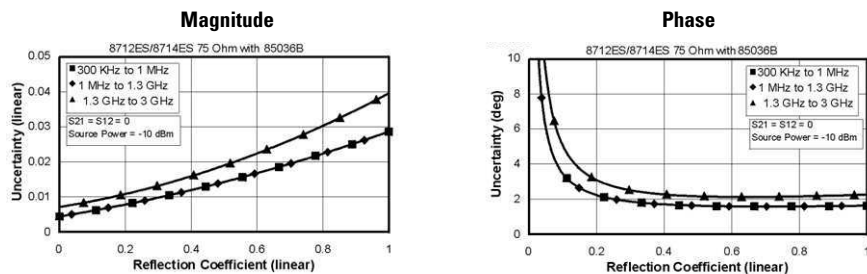 Magnitude
8712ES/8714ES 75 Ohm with 85036B
Uncertainty (linear)
0.05
0.04
0.03
0.02
0.01
0
300 KHz to 1 MHz
1 MHz to 1.3 GHz
1.3 GHz to 3 GHz
S21 = S12 = 0
Source Power = -10 dBm
0 0.2 0.4 0.6 0.8 1
Reflection Coefficient (linear)
Phase
8712ES/8714ES 75 Ohm with 85036B
Uncertainty (deg)
10
8
6
4
2
0
300 KHz to 1 MHz
1 MHz to 1.3 GHz
1.3 GHz to 3 GHz
S21 = S12 = 0
Source Power = -10 dBm
0 0.2 0.4 0.6 0.8 1
Reflection Coefficient (linear)